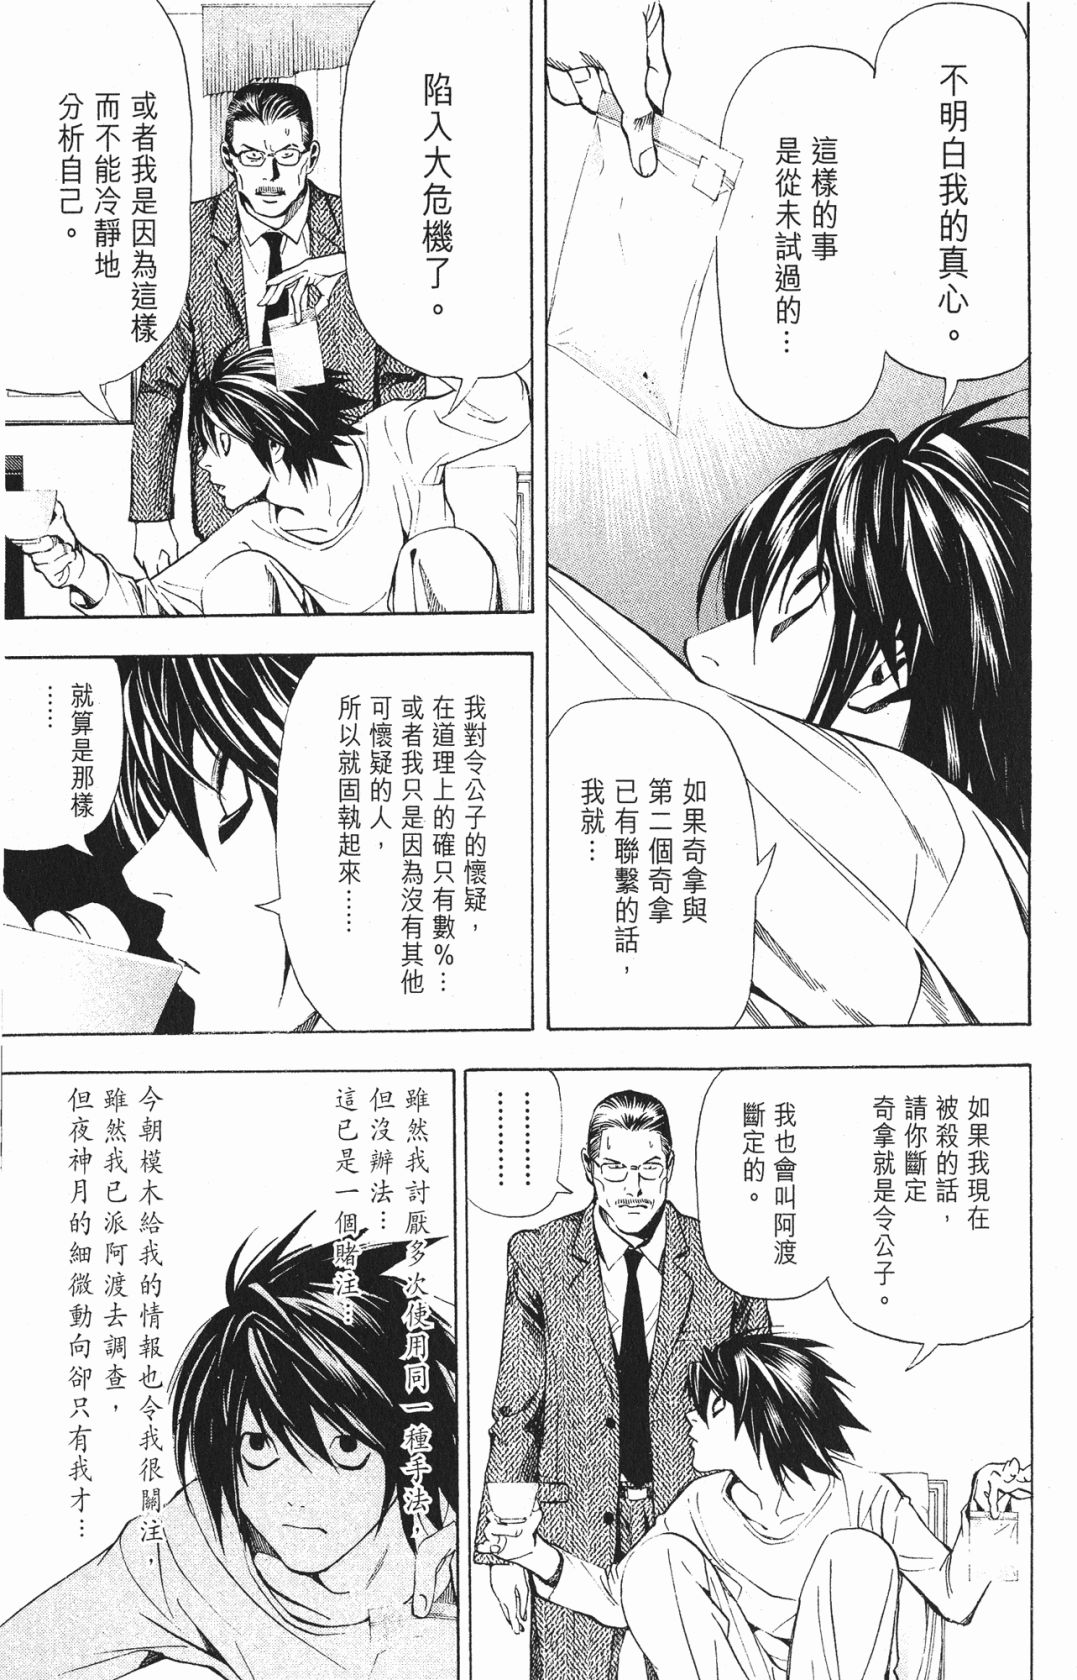 不明白我的真心。
這樣的事
是從未試過的…
如果奇拿與
第二個奇拿
已有聯繫的話，
我就…
陷入大危機了。
或者我是因為這樣
而不能冷靜地
分析自己。
我對令公子的懷疑，
在道理上的確只有數%…
或者我只是因為沒有其他
可懷疑的人，
所以就固執起來……
就算是那樣
……
如果我現在
被殺的話，
請你斷定
奇拿就是令公子。
我也會叫阿渡
斷定的。
…………
…………
雖然我討厭多次使用同一種手法，
但沒辦法…
這已是一個賭注…
今朝模木給我的情報也令我很關注，
雖然我已派阿渡去調查，
但夜神月的細微動向卻只有我才…